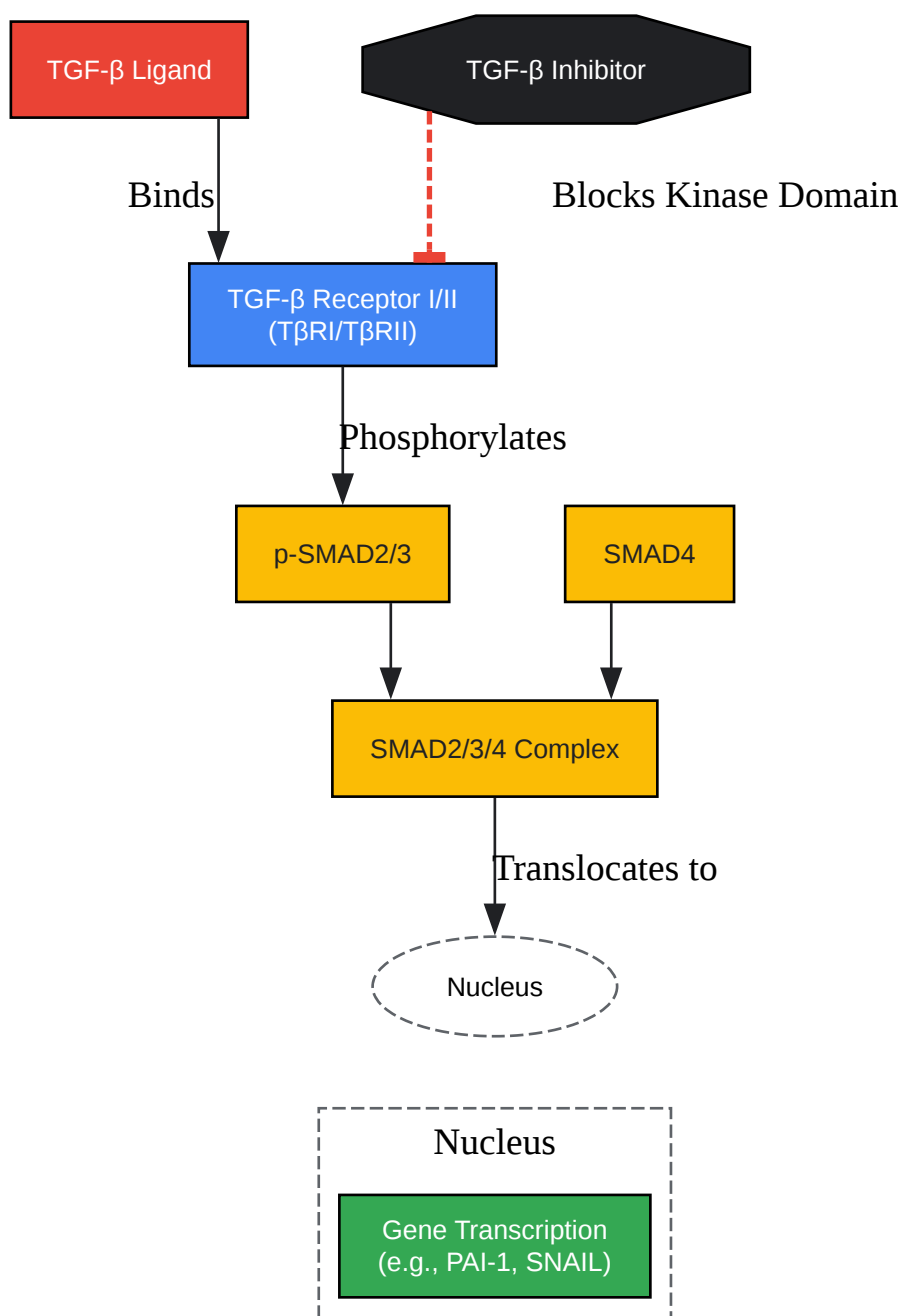 TGF-β Ligand
TGF-β Inhibitor
Binds
Blocks Kinase Domain
TGF-β Receptor I/II
(TβRI/TβRII)
Phosphorylates
p-SMAD2/3
SMAD4
SMAD2/3/4 Complex
Translocates to
Nucleus
Nucleus
Gene Transcription
(e.g., PAI-1, SNAIL)